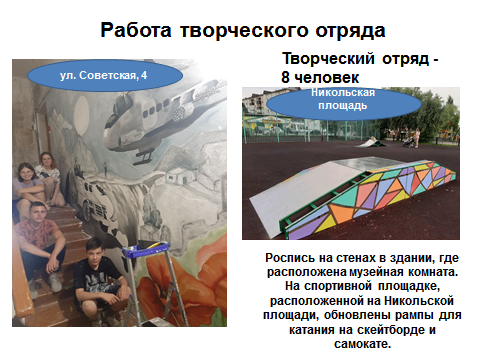 Работа творческого отряда
ул. Советская, 4
Творческий отряд -
8 человек
Никольская
площадь
Роспись на стенах в здании, где
расположена музейная комната.
На спортивной площадке,
расположенной на Никольской
площади, обновлены рампы для
катания на скейтборде и
самокате.